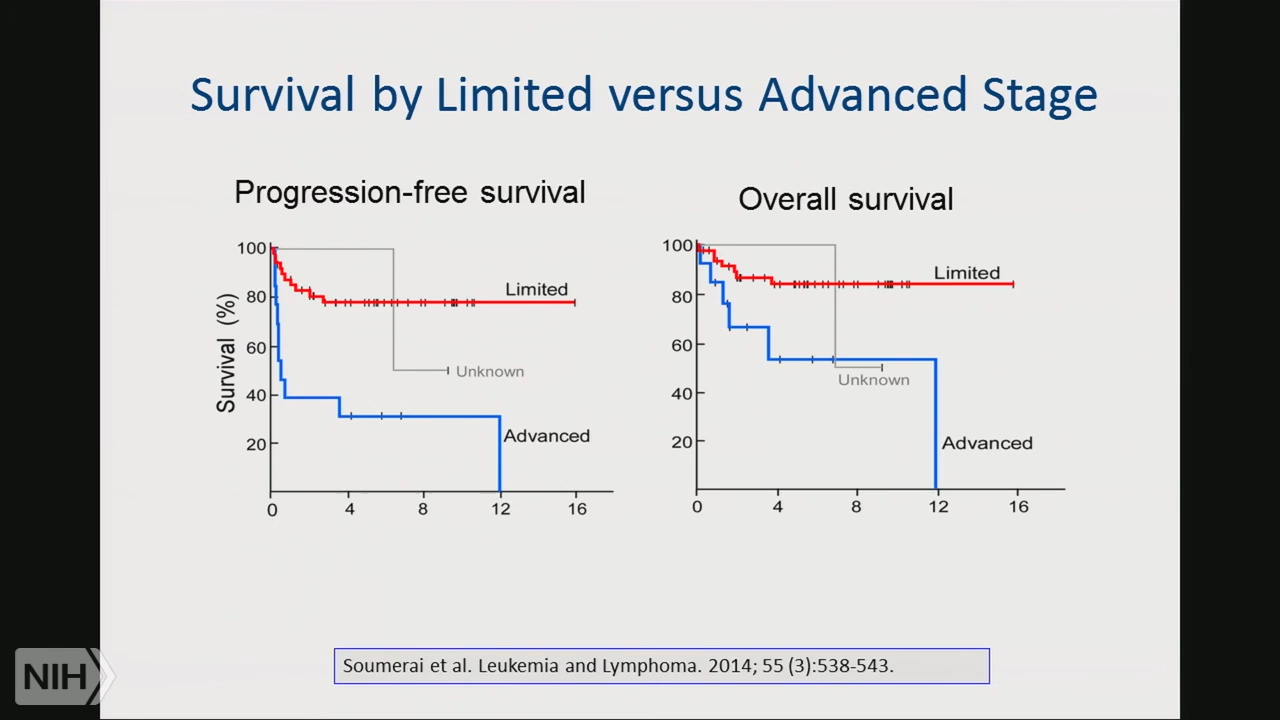 Survival by Limited versus Advanced Stage
Progression-free survival
Survival (%)
100
80
60
40
20
0 4 8 12 16
Limited
Unknown
Advanced
Overall survival
100
80
60
40
20
0 4 8 12 16
Limited
Unknown
Advanced
Soumerai et al. Leukemia and Lymphoma. 2014; 55 (3):538-543.
NIH